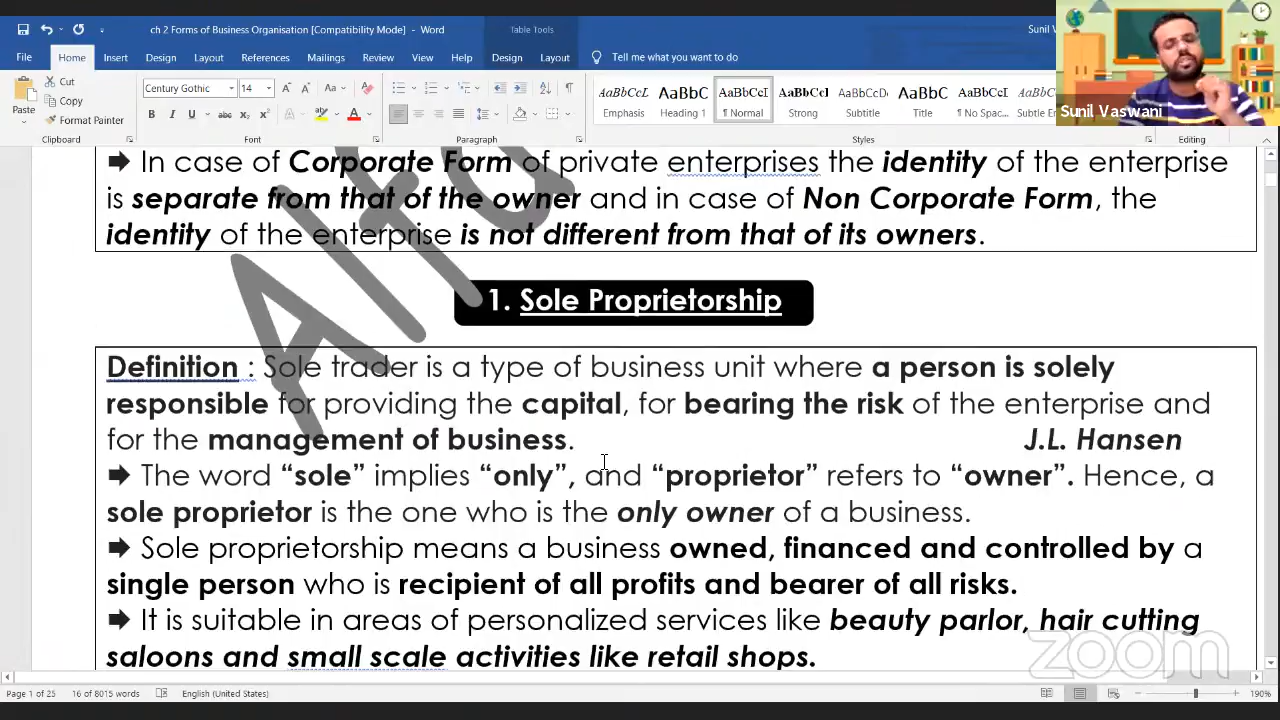 ch 2 Forms of Business Organisation [Compatibility Mode] - Word
Table Tools
Sunil V
File Home Insert Design Layout References Mailings Review View Help Design Layout Tell me what you want to do
Sunil Vaswani
Paste
Cut
Copy
Format Painter
Century Gothic 14
AaBbCcL AaBbC AaBbCcI AaBbCcI AaBbCcD AaBbC AaBbCcI
Emphasis Heading 1 ¶ Normal Strong Subtitle Title ¶ No Spac...
Clipboard Font Paragraph Styles Editing
➡ In case of Corporate Form of private enterprises the identity of the enterprise
is separate from that of the owner and in case of Non Corporate Form, the
identity of the enterprise is not different from that of its owners.
1. Sole Proprietorship
Definition : Sole trader is a type of business unit where a person is solely
responsible for providing the capital, for bearing the risk of the enterprise and
for the management of business. J.L. Hansen
➡ The word “sole” implies “only”, and “proprietor” refers to “owner”. Hence, a
sole proprietor is the one who is the only owner of a business.
➡ Sole proprietorship means a business owned, financed and controlled by a
single person who is recipient of all profits and bearer of all risks.
➡ It is suitable in areas of personalized services like beauty parlor, hair cutting
saloons and small scale activities like retail shops.
zoom
Page 1 of 25 16 of 8015 words English (United States) 190%